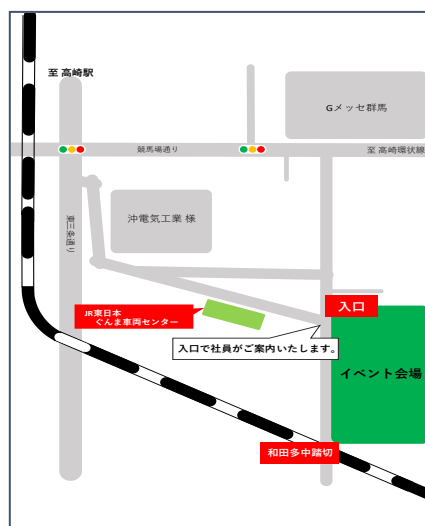 至 高崎駅
Gメッセ群馬
競馬場通り
至 高崎環状線
東三条通り
沖電気工業 様
入口
JR東日本
ぐんま車両センター
入口で社員がご案内いたします。
イベント会場
和田多中踏切